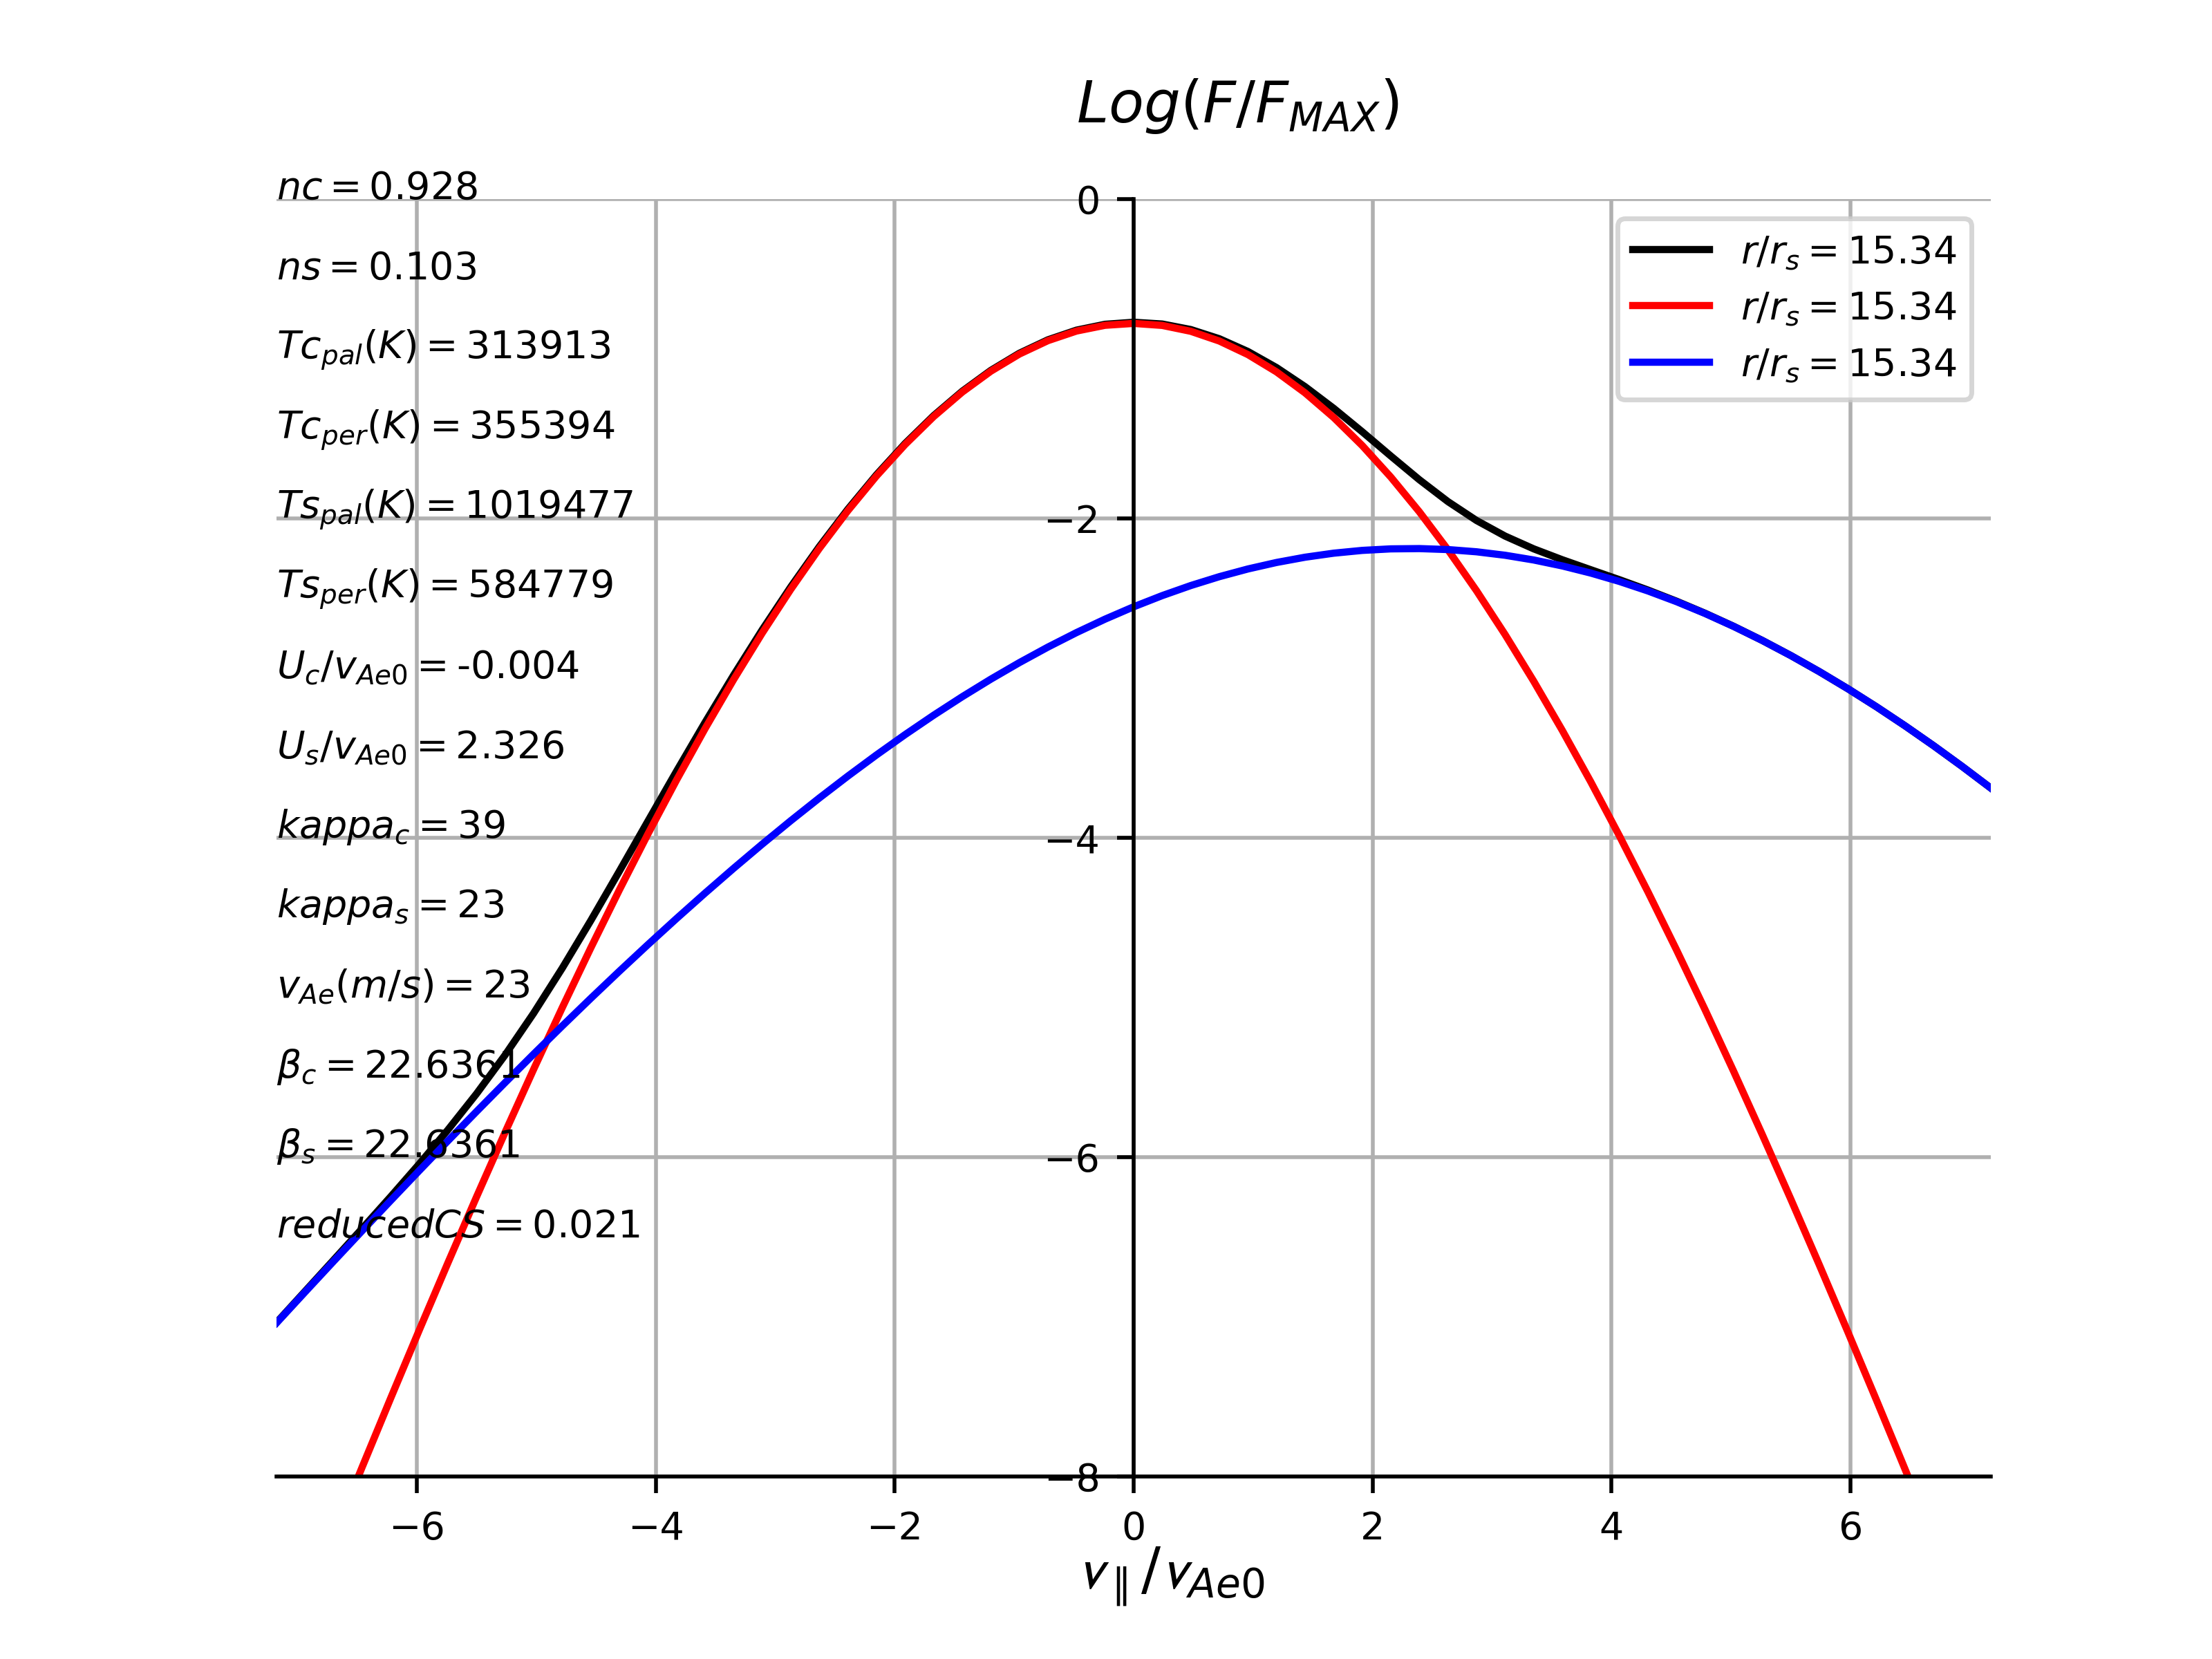 Log(F/F_MAX)
nc = 0.928
ns = 0.103
Tc_pal(K) = 313913
Tc_per(K) = 355394
Ts_pal(K) = 1019477
Ts_per(K) = 584779
U_c/v_Ae0 = -0.004
U_s/v_Ae0 = 2.326
kappa_c = 39
kappa_s = 23
v_Ae(m/s) = 23
β_c = 22.6361
β_s = 22.6361
reducedCS = 0.021
0
−2
−4
−6
−8
r/r_s = 15.34
r/r_s = 15.34
r/r_s = 15.34
−6 −4 −2 0 2 4 6
v_∥/v_Ae0